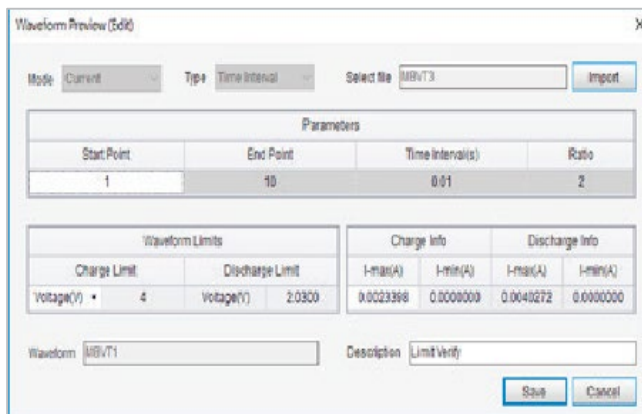 Waveform Preview (Edit)
Mode Current Type Time Interval Select file MBVT3 Import
Parameters
Start Point End Point Time Interval(s) Ratio
1 10 0.01 2
Waveform Limits Charge Info Discharge Info
Charge Limit Discharge Limit I-max(A) I-min(A) I-max(A) I-min(A)
Voltage(V) 4 Voltage(V) 2.0300 0.0023398 0.0000000 0.0040272 0.0000000
Waveform MBVT1 Description Limit Verify
Save Cancel